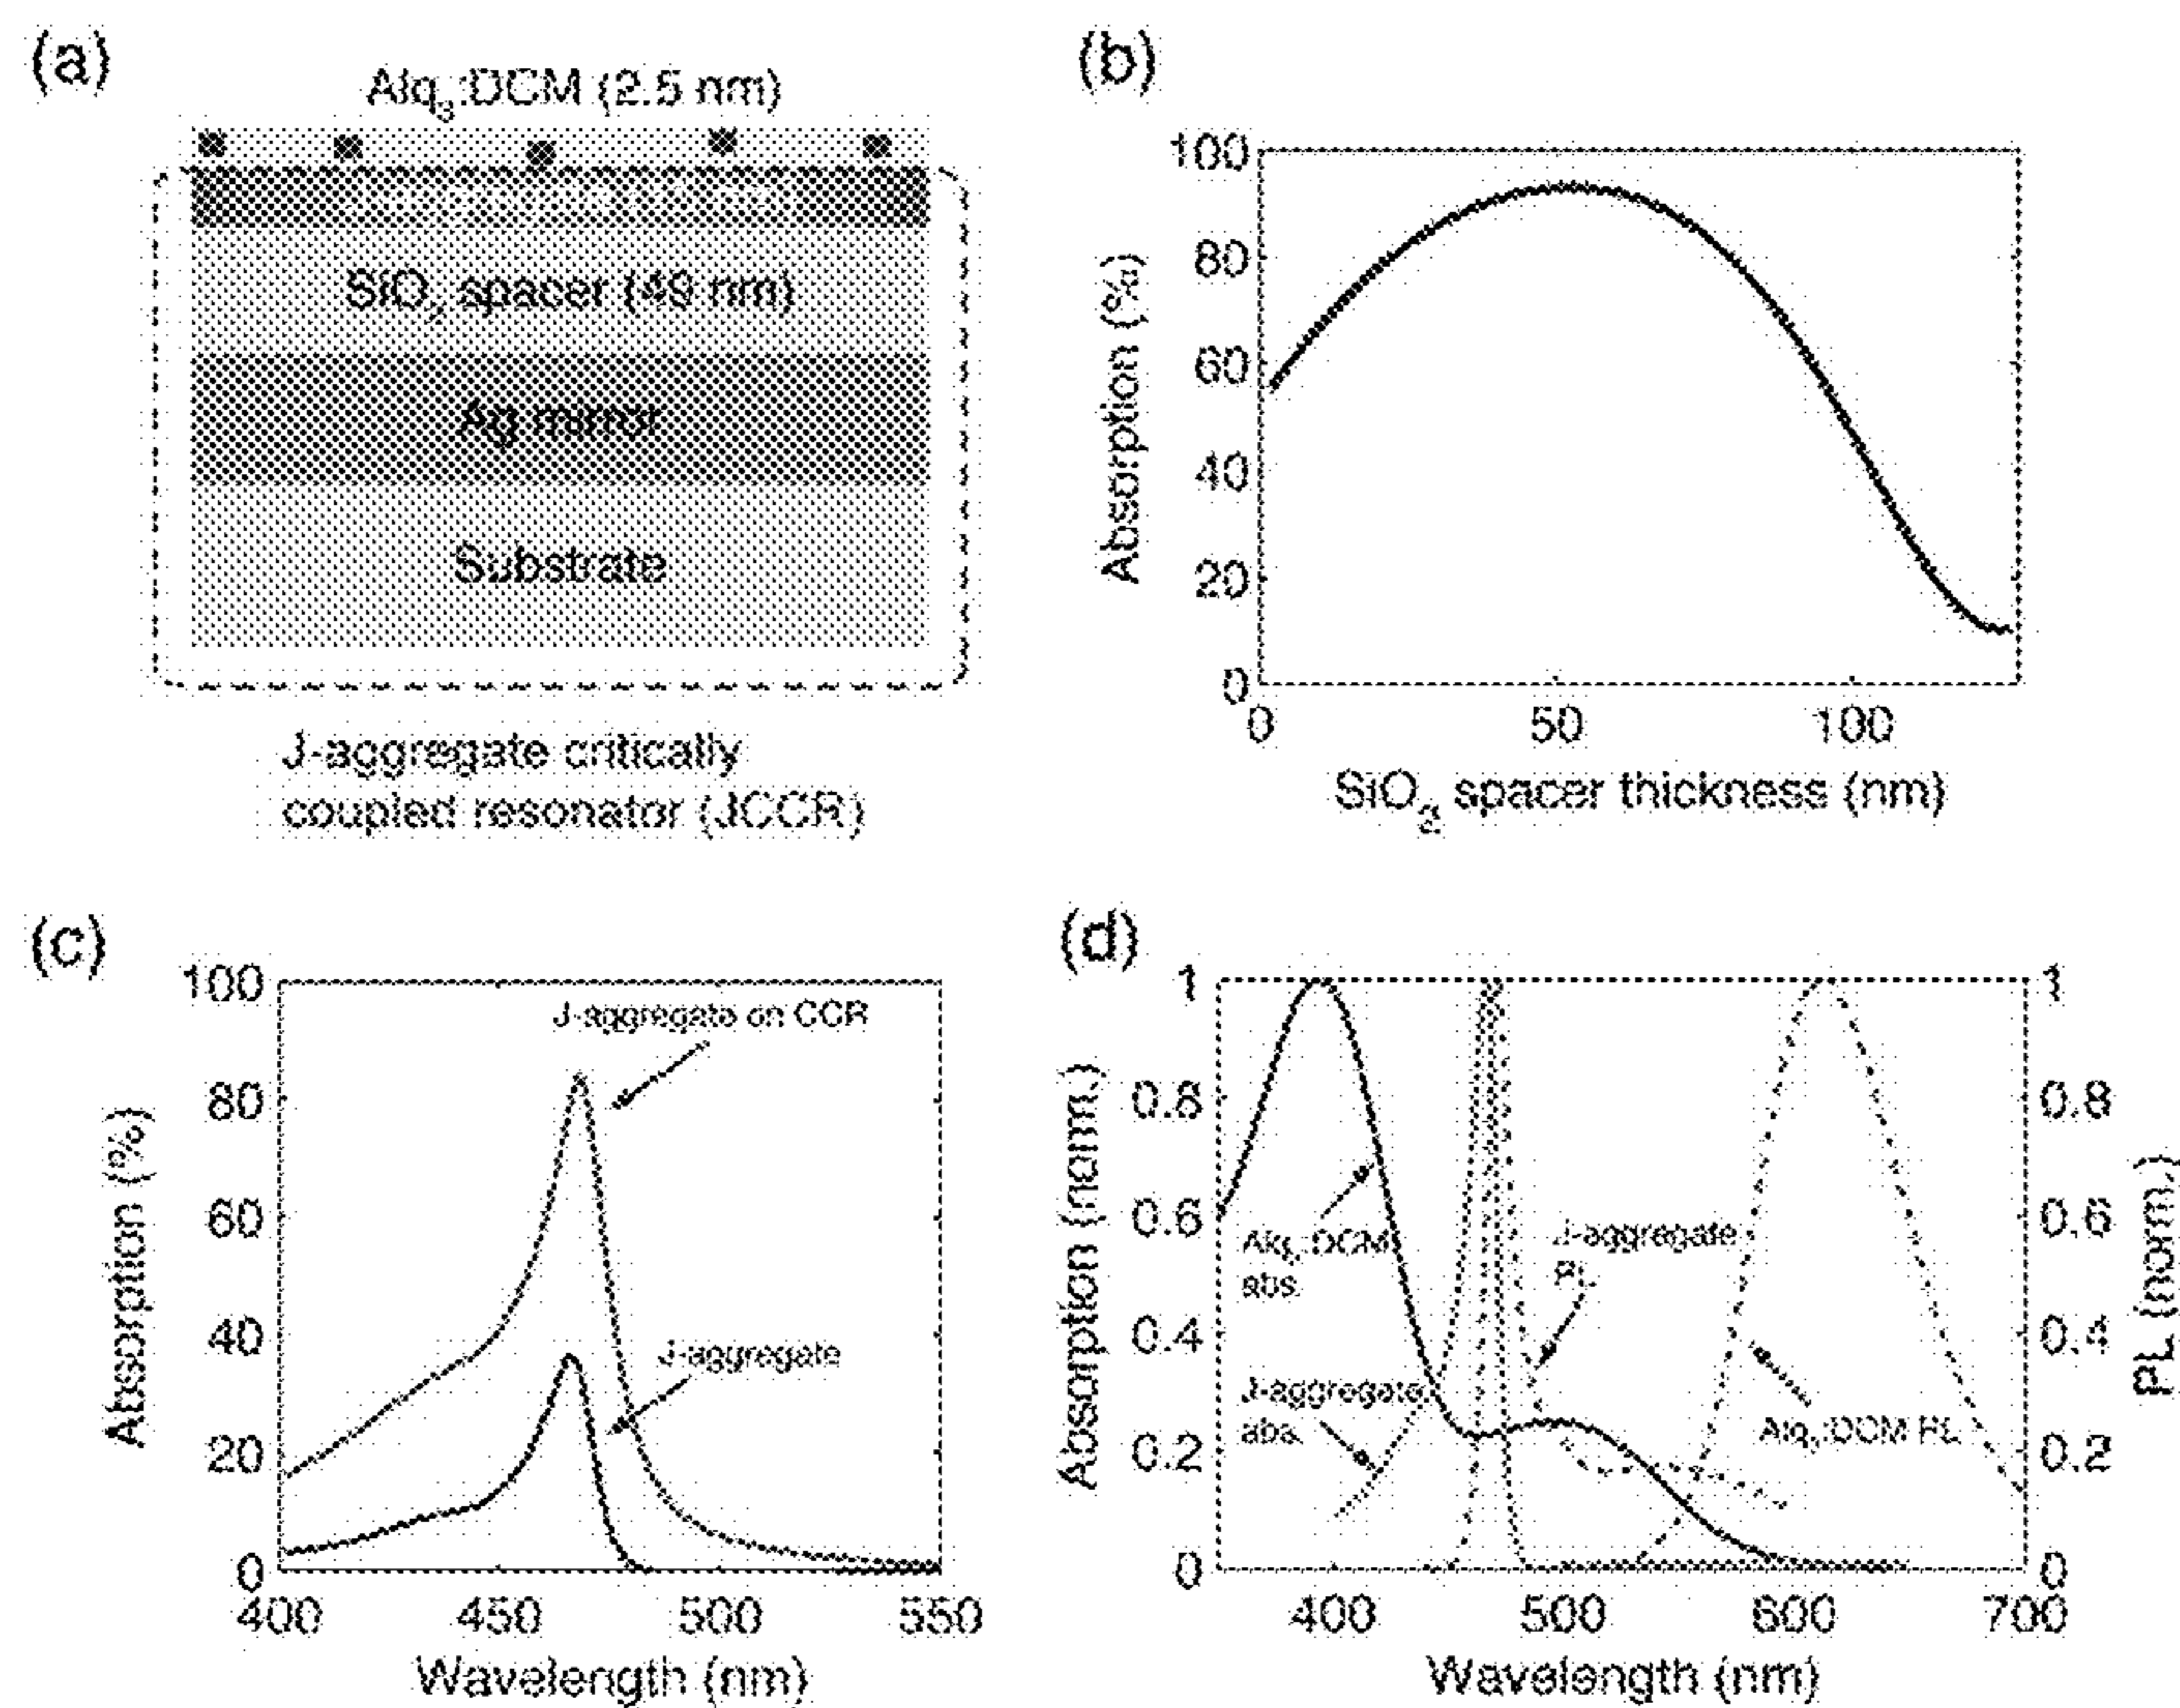 (a)
Alq3:DCM (2.5 nm)
SiO2 spacer (49 nm)
Ag mirror
Substrate
J-aggregate critically
coupled resonator (JCCR)
(b)
100
80
60
40
20
0
0 50 100
Absorption (%)
SiO2 spacer thickness (nm)
(c)
100
80
60
40
20
0
400 450 500 550
Absorption (%)
Wavelength (nm)
J-aggregate on CCR
J-aggregate
(d)
1
0.8
0.6
0.4
0.2
0
400 500 600 700
1
0.8
0.6
0.4
0.2
0
Absorption (norm.)
PL (norm.)
Wavelength (nm)
Alq3:DCM
abs.
J-aggregate
PL
J-aggregate
abs.
Alq3:DCM PL